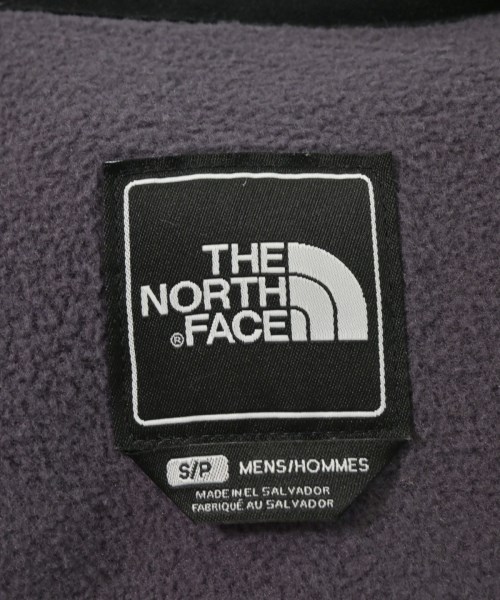 THE
NORTH
® FACE
S/P MENS/HOMMES
MADE IN EL SALVADOR
FABRIQUÉ AU SALVADOR